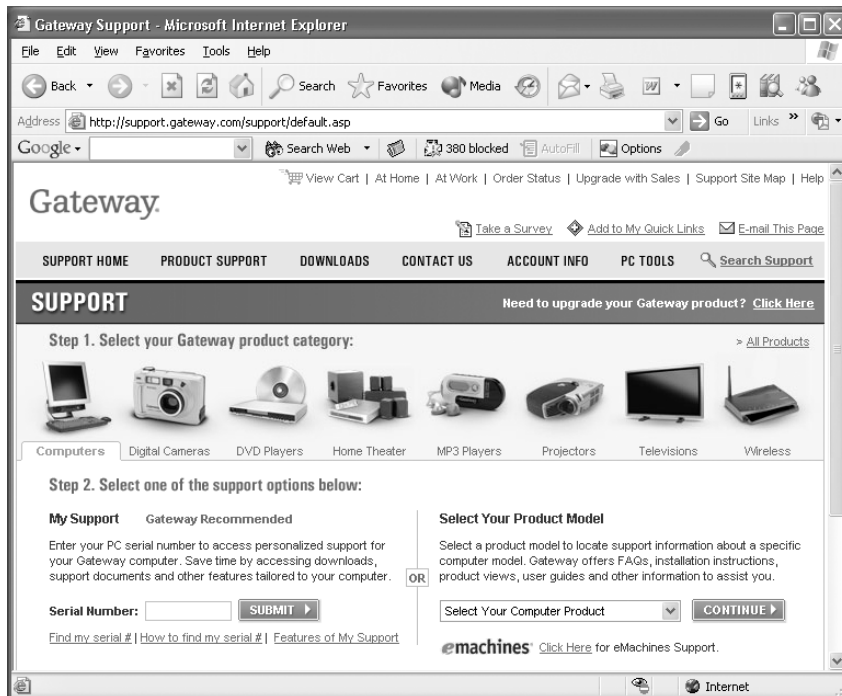 Gateway Support - Microsoft Internet Explorer
File Edit View Favorites Tools Help
Back Search Favorites Media W
Address http://support.gateway.com/support/default.asp Go Links »
Google Search Web 380 blocked AutoFill Options
View Cart | At Home | At Work | Order Status | Upgrade with Sales | Support Site Map | Help
Gateway.
Take a Survey Add to My Quick Links E-mail This Page
SUPPORT HOME PRODUCT SUPPORT DOWNLOADS CONTACT US ACCOUNT INFO PC TOOLS Search Support
SUPPORT Need to upgrade your Gateway product? Click Here
Step 1. Select your Gateway product category: » All Products
Computers Digital Cameras DVD Players Home Theater MP3 Players Projectors Televisions Wireless
Step 2. Select one of the support options below:
My Support Gateway Recommended
Enter your PC serial number to access personalized support for
your Gateway computer. Save time by accessing downloads,
support documents and other features tailored to your computer.
Serial Number: SUBMIT
Find my serial # | How to find my serial # | Features of My Support
OR
Select Your Product Model
Select a product model to locate support information about a specific
computer model. Gateway offers FAQs, installation instructions,
product views, user guides and other information to assist you.
Select Your Computer Product CONTINUE
emachines Click Here for eMachines Support.
Internet